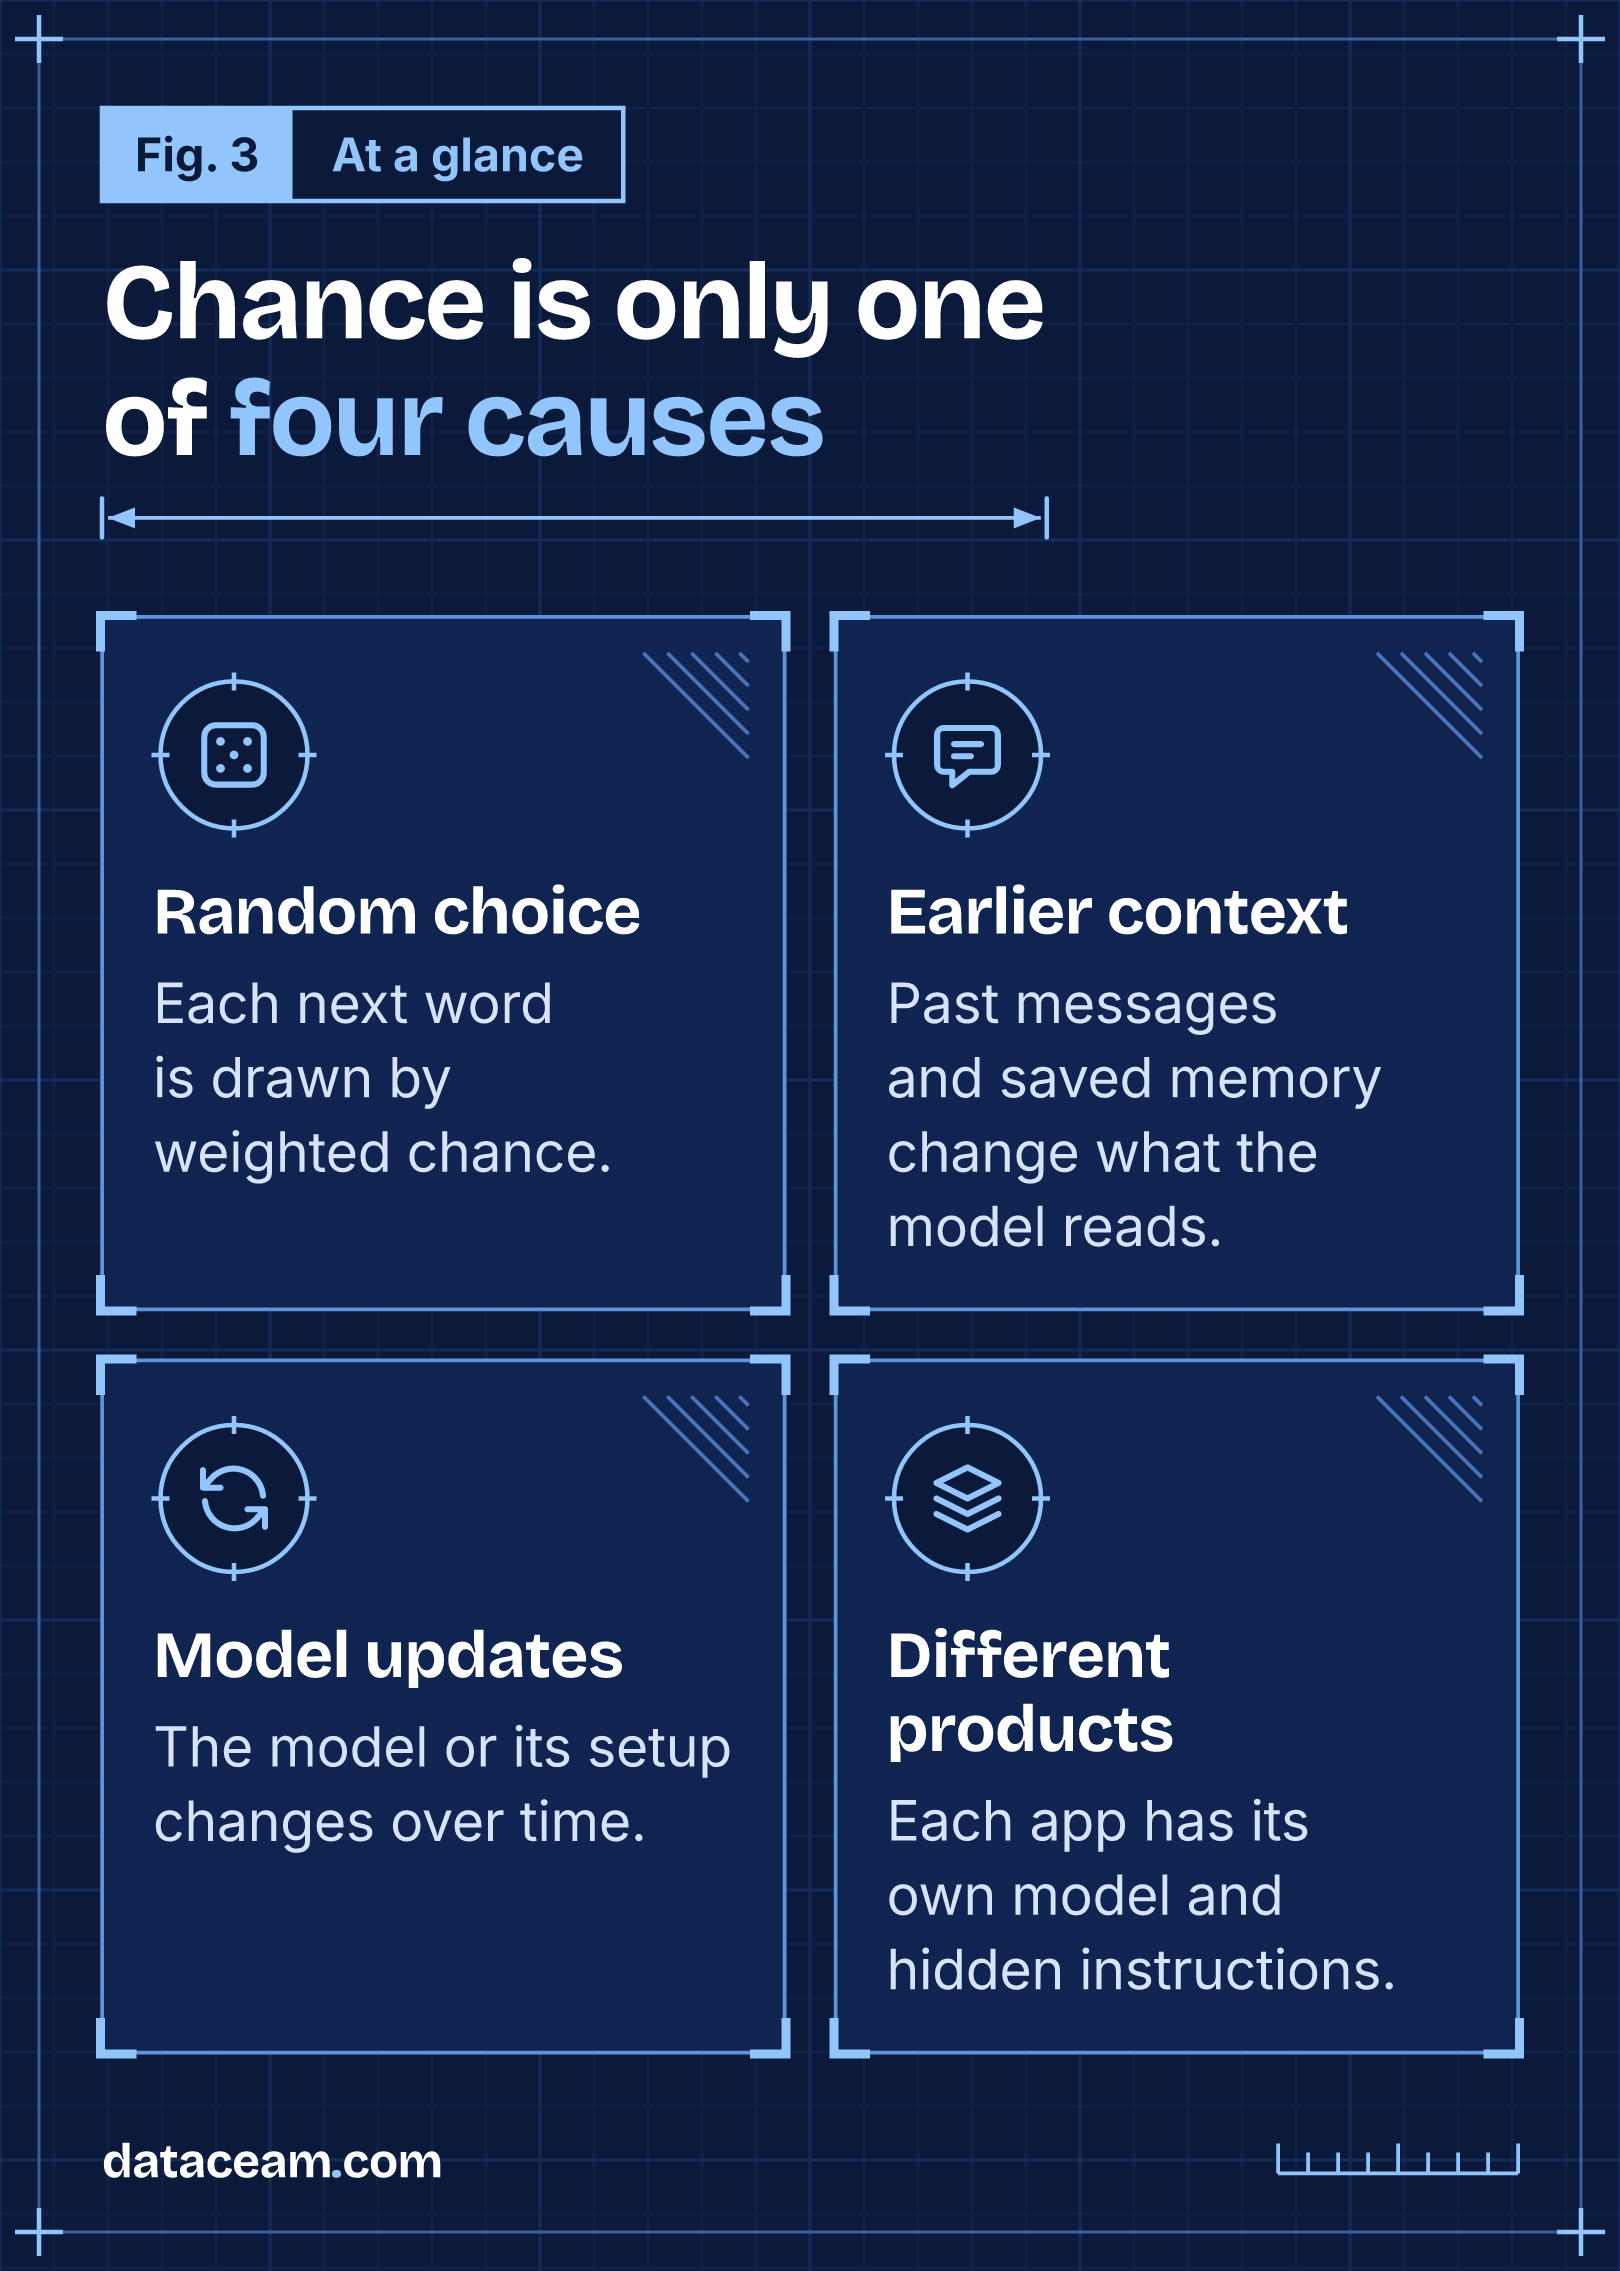 Fig. 3
At a glance
Chance is only one
of four causes
Random choice
Each next word
is drawn by
weighted chance.
Earlier context
Past messages
and saved memory
change what the
model reads.
Model updates
The model or its setup
changes over time.
Different
products
Each app has its
own model and
hidden instructions.
dataceam.com